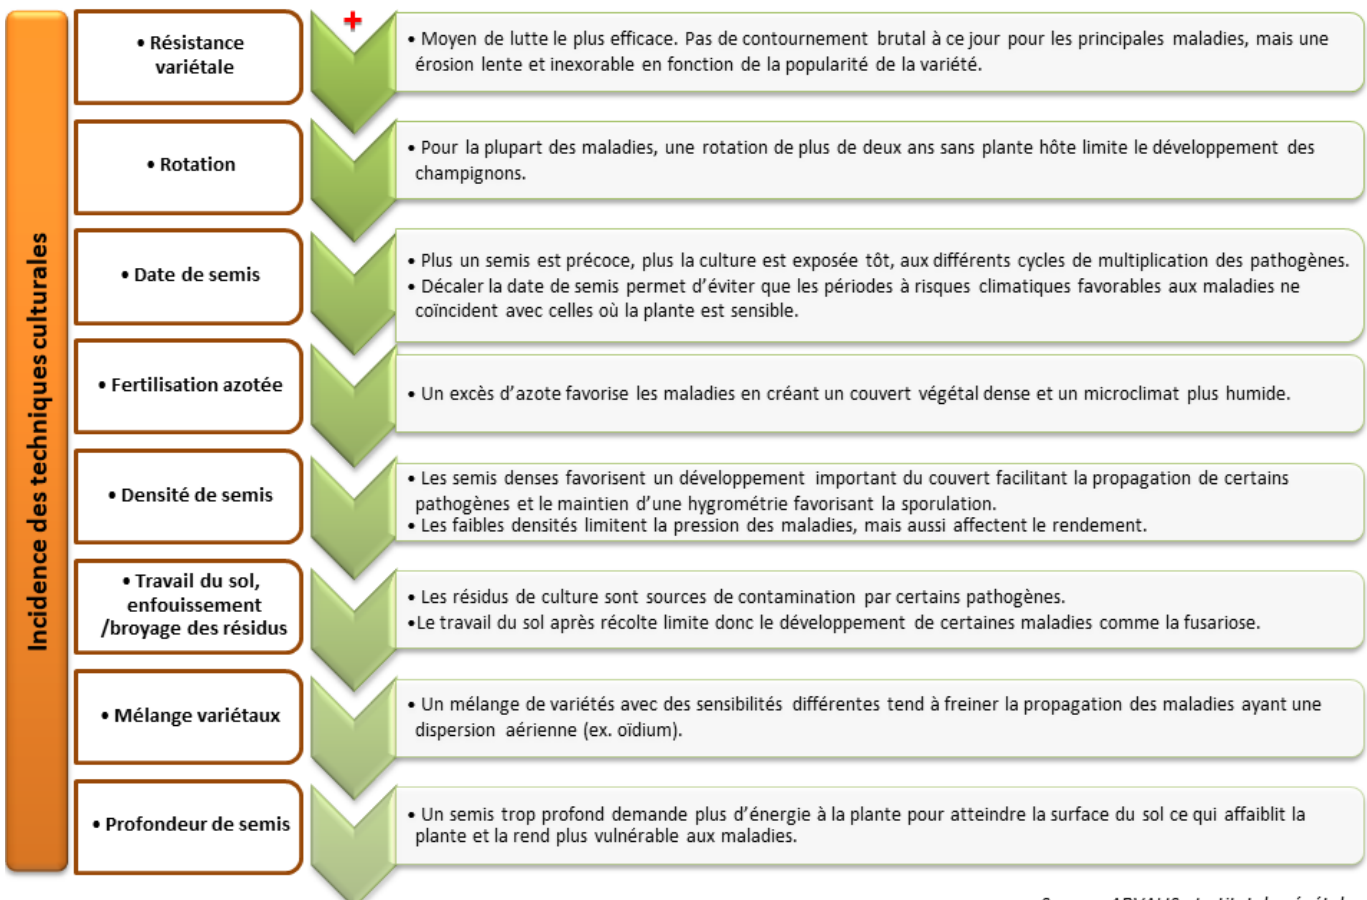 Incidence des techniques culturales
• Résistance
variétale
+
• Moyen de lutte le plus efficace. Pas de contournement brutal à ce jour pour les principales maladies, mais une
érosion lente et inexorable en fonction de la popularité de la variété.
• Rotation
• Pour la plupart des maladies, une rotation de plus de deux ans sans plante hôte limite le développement des
champignons.
• Date de semis
• Plus un semis est précoce, plus la culture est exposée tôt, aux différents cycles de multiplication des pathogènes.
• Décaler la date de semis permet d’éviter que les périodes à risques climatiques favorables aux maladies ne
coïncident avec celles où la plante est sensible.
• Fertilisation azotée
• Un excès d’azote favorise les maladies en créant un couvert végétal dense et un microclimat plus humide.
• Densité de semis
• Les semis denses favorisent un développement important du couvert facilitant la propagation de certains
pathogènes et le maintien d’une hygrométrie favorisant la sporulation.
• Les faibles densités limitent la pression des maladies, mais aussi affectent le rendement.
• Travail du sol,
enfouissement
/broyage des résidus
• Les résidus de culture sont sources de contamination par certains pathogènes.
•Le travail du sol après récolte limite donc le développement de certaines maladies comme la fusariose.
• Mélange variétaux
• Un mélange de variétés avec des sensibilités différentes tend à freiner la propagation des maladies ayant une
dispersion aérienne (ex. oïdium).
• Profondeur de semis
• Un semis trop profond demande plus d’énergie à la plante pour atteindre la surface du sol ce qui affaiblit la
plante et la rend plus vulnérable aux maladies.